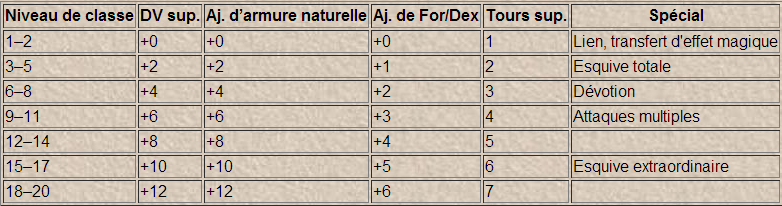 Niveau de classe DV sup. Aj. d'armure naturelle Aj. de For/Dex Tours sup. Spécial
1–2 +0 +0 +0 1 Lien, transfert d'effet magique
3–5 +2 +2 +1 2 Esquive totale
6–8 +4 +4 +2 3 Dévotion
9–11 +6 +6 +3 4 Attaques multiples
12–14 +8 +8 +4 5
15–17 +10 +10 +5 6 Esquive extraordinaire
18–20 +12 +12 +6 7